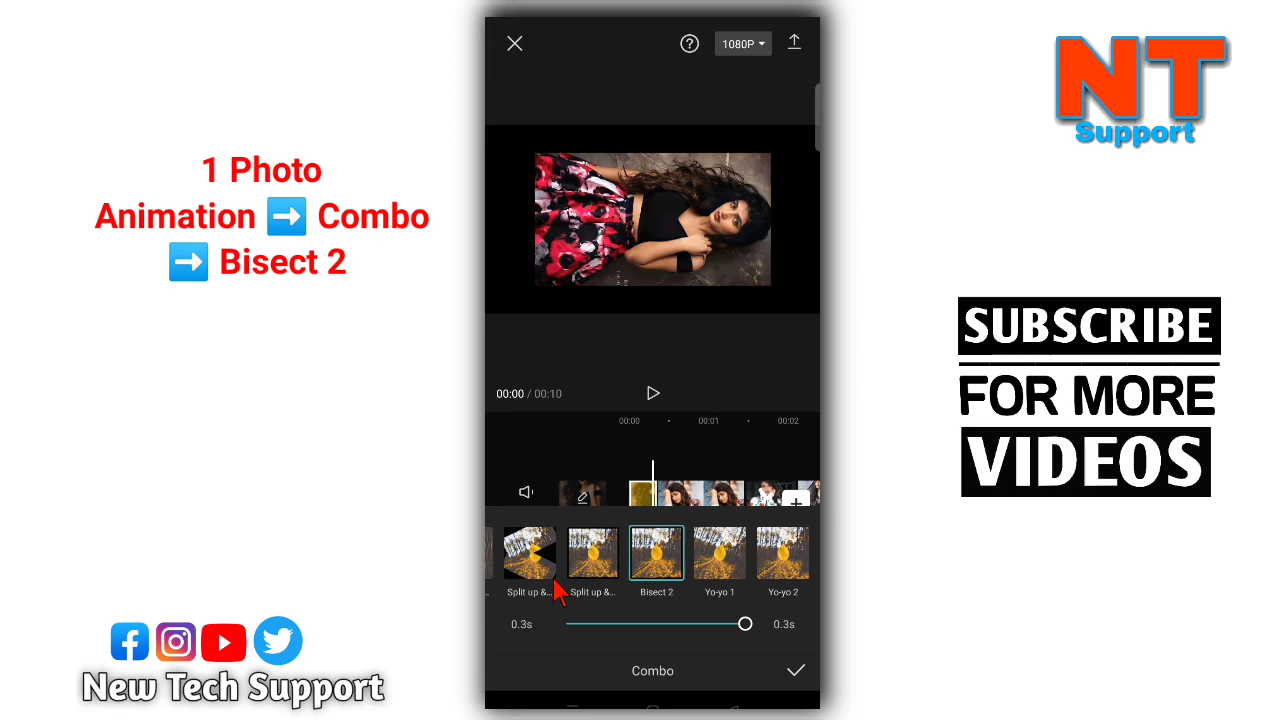 1 Photo
Animation ➡ Combo
➡ Bisect 2
1080P
00:00 / 00:10
00:00 00:01 00:02
Split up &... Split up &... Bisect 2 Yo-yo 1 Yo-yo 2
0.3s 0.3s
Combo
NT
Support
SUBSCRIBE
FOR MORE
VIDEOS
New Tech Support